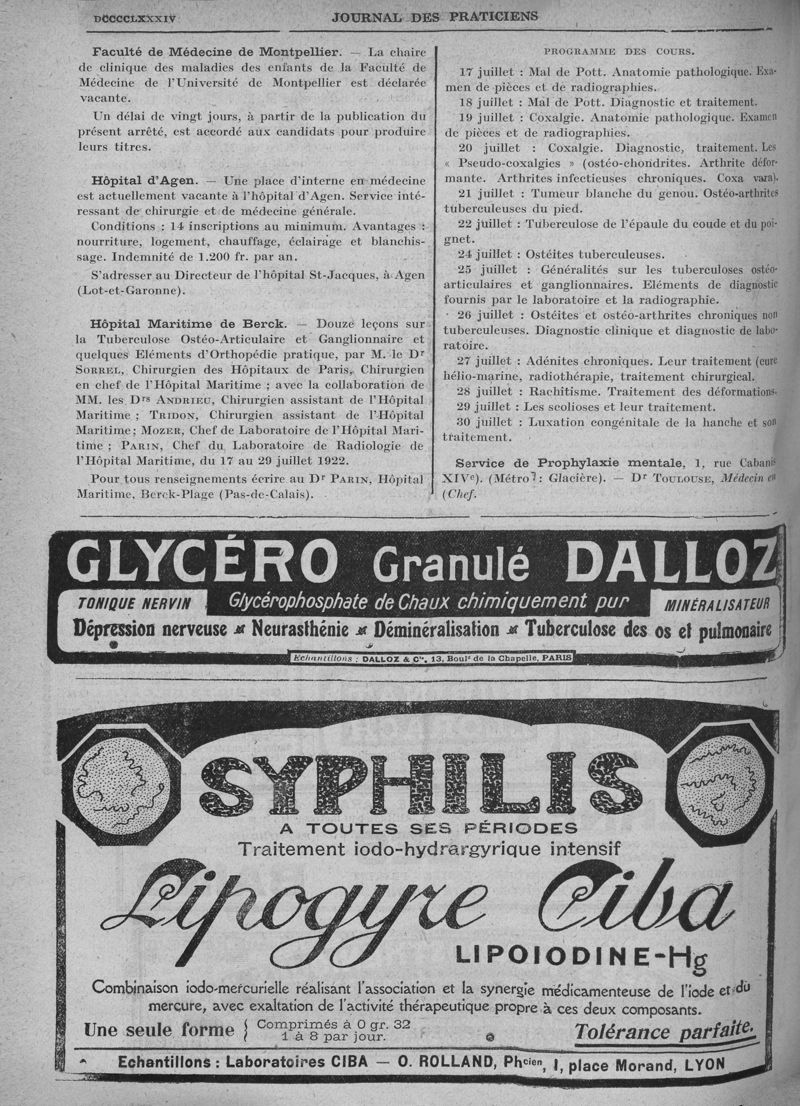 DCCCCLXXXIV
JOURNAL DES PRATICIENS
Faculté de Médecine de Montpellier. — La chaire
de clinique des maladies des enfants de la Faculté de
Médecine de l'Université de Montpellier est déclarée
vacante.
Un délai de vingt jours, à partir de la publication du
présent arrêté, est accordé aux candidats pour produire
leurs titres.
Hôpital d'Agen. — Une place d'interne en médecine
est actuellement vacante à l'hôpital d'Agen. Service inté-
ressant de chirurgie et de médecine générale.
Conditions : 14 inscriptions au minimum. Avantages :
nourriture, logement, chauffage, éclairage et blanchis-
sage. Indemnité de 1.200 fr. par an.
S'adresser au Directeur de l'hôpital St-Jacques, à Agen
(Lot-et-Garonne).
Hôpital Maritime de Berck. — Douze leçons sur
la Tuberculose Ostéo-Articulaire et Ganglionnaire et
quelques Eléments d'Orthopédie pratique, par M. le Dr
SORREL, Chirurgien des Hôpitaux de Paris, Chirurgien
en chef de l'Hôpital Maritime ; avec la collaboration de
MM. les Drs ANDRIEU, Chirurgien assistant de l'Hôpital
Maritime ; TRIDON, Chirurgien assistant de l'Hôpital
Maritime ; MOZER, Chef de Laboratoire de l'Hôpital Mari-
time ; PARIN, Chef du Laboratoire de Radiologie de
l'Hôpital Maritime, du 17 au 29 juillet 1922.
Pour tous renseignements écrire au Dr PARIN, Hôpital
Maritime, Berck-Plage (Pas-de-Calais).
PROGRAMME DES COURS.
17 juillet : Mal de Pott. Anatomie pathologique. Exa-
men de pièces et de radiographies.
18 juillet : Mal de Pott. Diagnostic et traitement.
19 juillet : Coxalgie. Anatomie pathologique. Examen
de pièces et de radiographies.
20 juillet : Coxalgie. Diagnostic, traitement. Les
« Pseudo-coxalgies » (ostéo-chondrites. Arthrite défor-
mante. Arthrites infectieuses chroniques. Coxa vara).
21 juillet : Tumeur blanche du genou. Ostéo-arthrites
tuberculeuses du pied.
22 juillet : Tuberculose de l'épaule du coude et du poi-
gnet.
24 juillet : Ostéites tuberculeuses.
25 juillet : Généralités sur les tuberculoses ostéo-
articulaires et ganglionnaires. Eléments de diagnostic
fournis par le laboratoire et la radiographie.
26 juillet : Ostéites et ostéo-arthrites chroniques non
tuberculeuses. Diagnostic clinique et diagnostic de labo-
ratoire.
27 juillet : Adénites chroniques. Leur traitement (cure
hélio-marine, radiothérapie, traitement chirurgical.
28 juillet : Rachitisme. Traitement des déformations.
29 juillet : Les scolioses et leur traitement.
30 juillet : Luxation congénitale de la hanche et son
traitement.
Service de Prophylaxie mentale, 1, rue Cabanis
XIVe). (Métro : Glacière). — Dr TOULOUSE, Médecin en
(Chef.
GLYCÉRO Granulé DALLOZ
TONIQUE NERVIN
Glycérophosphate de Chaux chimiquement pur
MINÉRALISATEUR
Dépression nerveuse Neurasthénie Déminéralisation Tuberculose des os et pulmonaire
Echantillons : DALLOZ & Cie, 13, Boulᵈ de la Chapelle, PARIS
SYPHILIS
A TOUTES SES PÉRIODES
Traitement iodo-hydrargyrique intensif
Lipogyre Ciba
LIPOIODINE-Hg
Combinaison iodo-mercurielle réalisant l'association et la synergie médicamenteuse de l'iode et du
mercure, avec exaltation de l'activité thérapeutique propre à ces deux composants.
Une seule forme { Comprimés à 0 gr. 32
1 à 8 par jour.
Tolérance parfaite.
Echantillons : Laboratoires CIBA — O. ROLLAND, Phcien, 1, place Morand, LYON